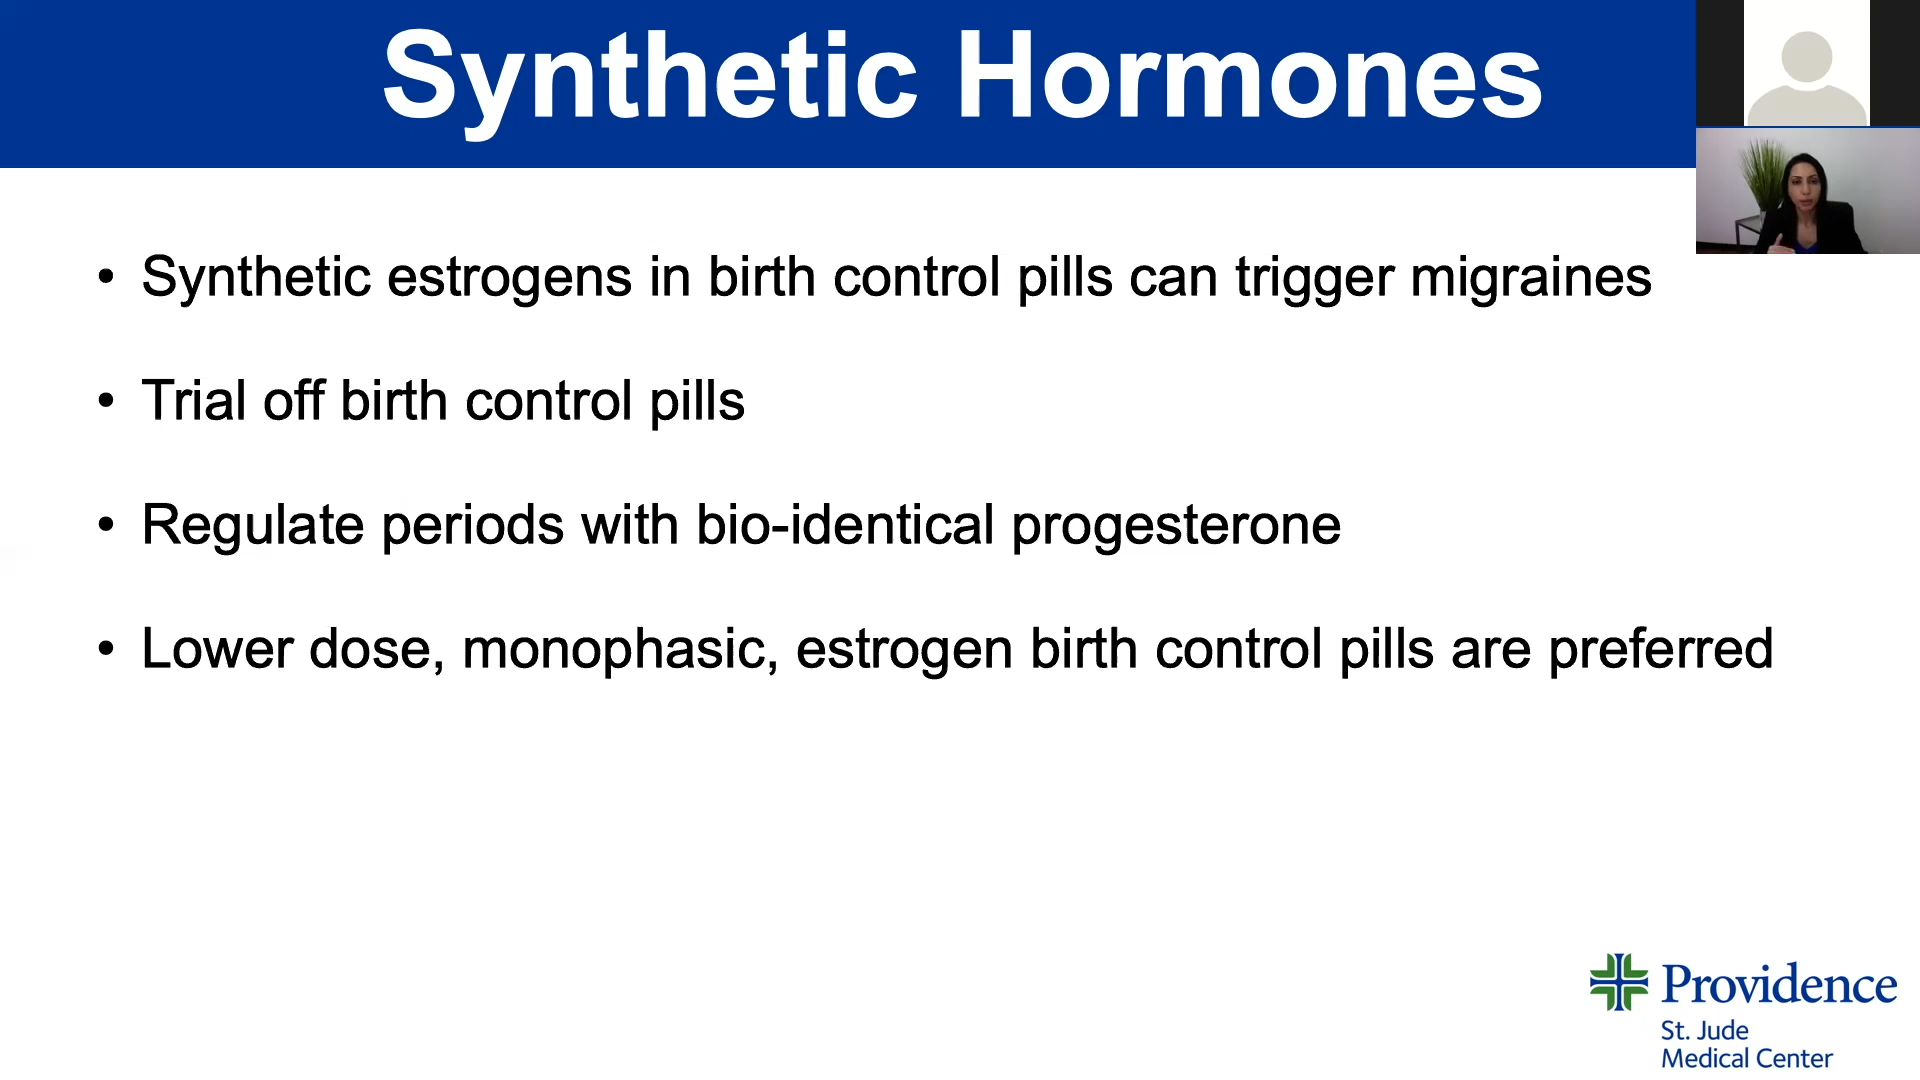 Synthetic Hormones
• Synthetic estrogens in birth control pills can trigger migraines
• Trial off birth control pills
• Regulate periods with bio-identical progesterone
• Lower dose, monophasic, estrogen birth control pills are preferred
Providence
St. Jude
Medical Center